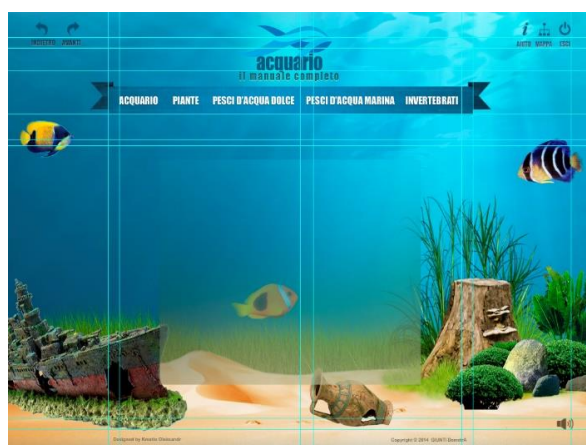 INDIETRO AVANTI
AIUTO MAPPA ESCI
acquario
il manuale completo
ACQUARIO PIANTE PESCI D'ACQUA DOLCE PESCI D'ACQUA MARINA INVERTEBRATI
Designed by
Copyright © 2014 GIUNTI